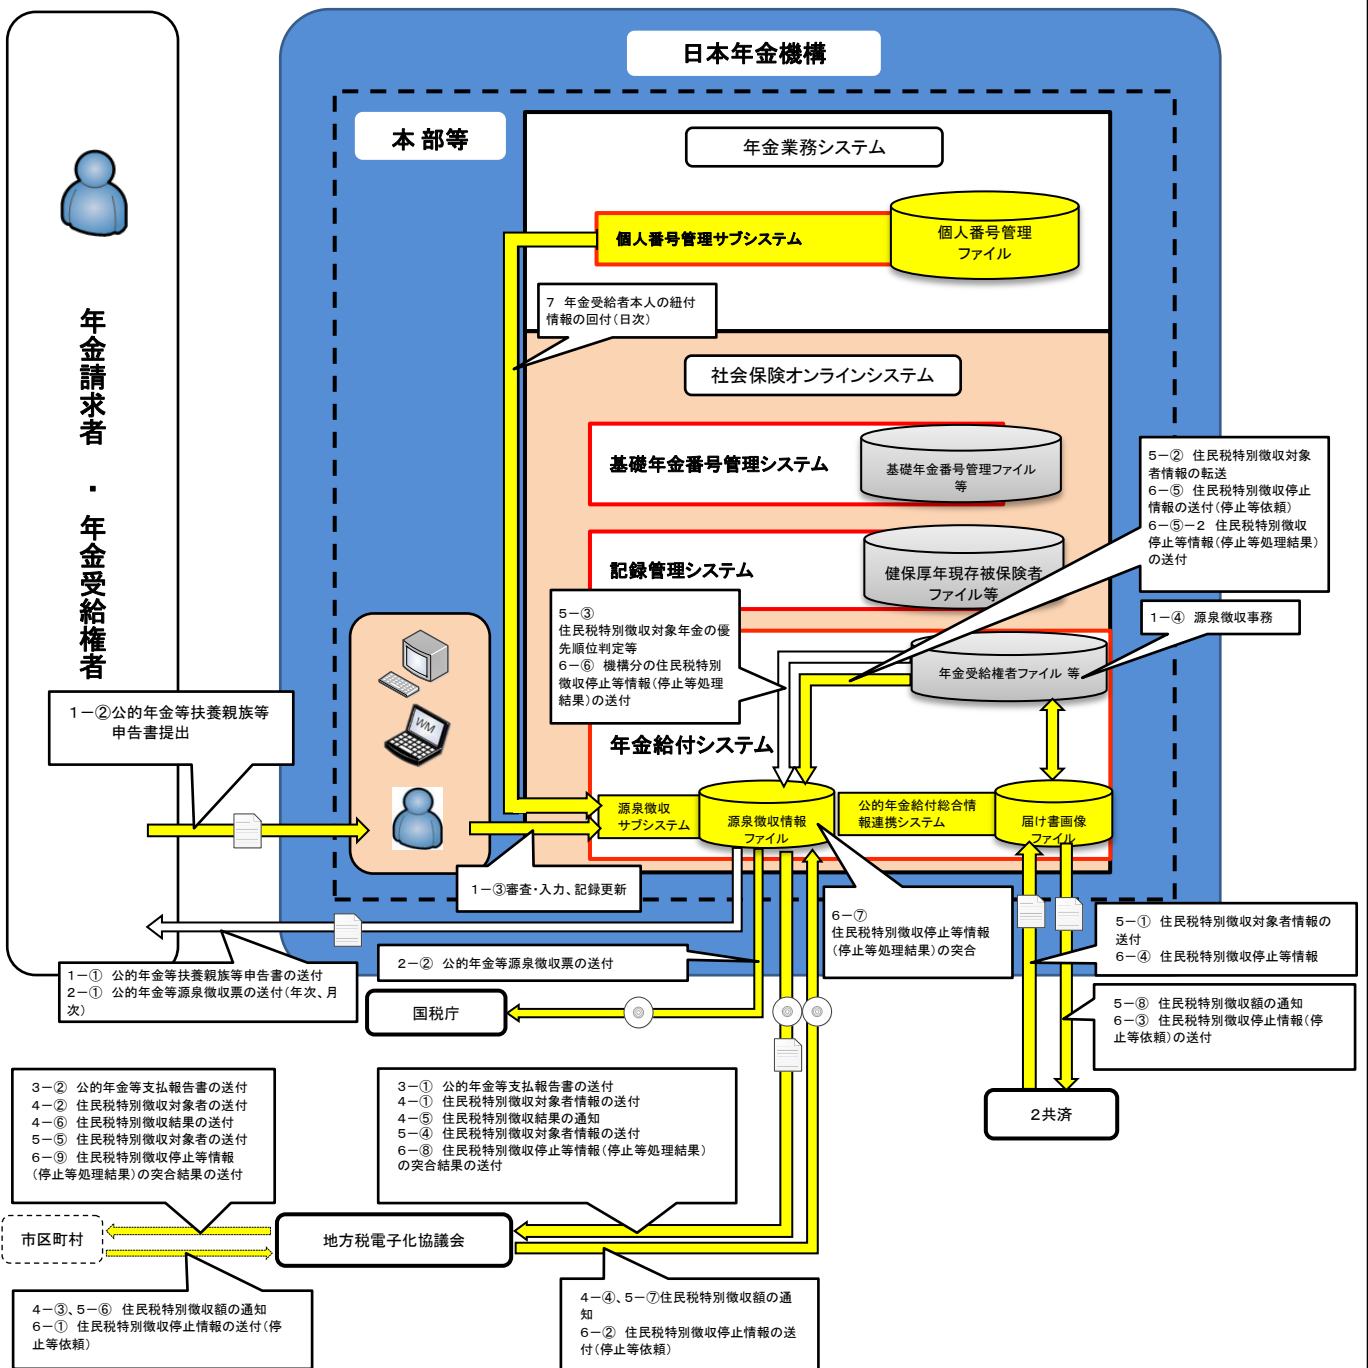 日本年金機構
本部等
年金業務システム
個人番号管理サブシステム
個人番号管理
ファイル
7 年金受給者本人の紐付
情報の回付(日次)
年金請求者・年金受給権者
社会保険オンラインシステム
基礎年金番号管理システム
基礎年金番号管理ファイル
等
記録管理システム
健保厚年現存被保険者
ファイル等
5-② 住民税特別徴収対象
者情報の転送
6-⑤ 住民税特別徴収停止
情報の送付(停止等依頼)
6-⑤-2 住民税特別徴収
停止等情報(停止等処理結果)
の送付
5-③
住民税特別徴収対象年金の優
先順位判定等
6-⑥ 機構分の住民税特別
徴収停止等情報(停止等処理
結果)の送付
1-④ 源泉徴収事務
年金受給権者ファイル 等
年金給付システム
1-②公的年金等扶養親族等
申告書提出
WM
源泉徴収
サブシステム
源泉徴収情報
ファイル
公的年金給付総合情
報連携システム
届け書画像
ファイル
1-③審査・入力、記録更新
6-⑦
住民税特別徴収停止等情報
(停止等処理結果)の突合
5-① 住民税特別徴収対象者情報の
送付
6-④ 住民税特別徴収停止等情報
1-① 公的年金等扶養親族等申告書の送付
2-① 公的年金等源泉徴収票の送付(年次、月
次)
2-② 公的年金等源泉徴収票の送付
国税庁
5-⑧ 住民税特別徴収額の通知
6-③ 住民税特別徴収停止情報(停
止等依頼)の送付
2共済
3-② 公的年金等支払報告書の送付
4-② 住民税特別徴収対象者の送付
4-⑥ 住民税特別徴収結果の送付
5-⑤ 住民税特別徴収対象者の送付
6-⑨ 住民税特別徴収停止等情報
(停止等処理結果)の突合結果の送付
3-① 公的年金等支払報告書の送付
4-① 住民税特別徴収対象者情報の送付
4-⑤ 住民税特別徴収結果の通知
5-④ 住民税特別徴収対象者情報の送付
6-⑧ 住民税特別徴収停止等情報(停止等処理結果)
の突合結果の送付
市区町村
地方税電子化協議会
4-③、5-⑥ 住民税特別徴収額の通知
6-① 住民税特別徴収停止情報の送付(停
止等依頼)
4-④、5-⑦住民税特別徴収額の通
知
6-② 住民税特別徴収停止情報の送
付(停止等依頼)